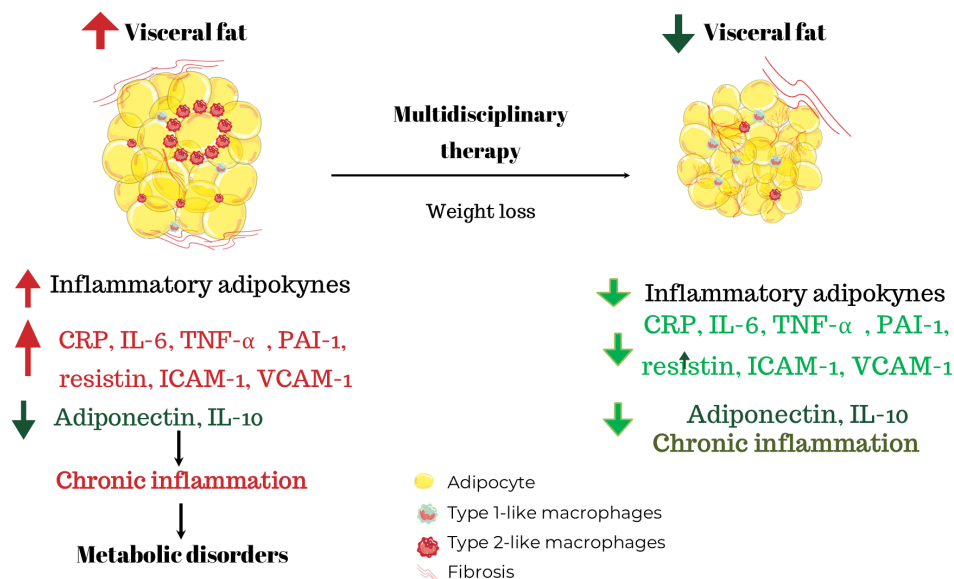 Visceral fat
Visceral fat
Multidisciplinary
therapy
Weight loss
Inflammatory adipokynes
CRP, IL-6, TNF-α , PAI-1,
resistin, ICAM-1, VCAM-1
Adiponectin, IL-10
Chronic inflammation
Metabolic disorders
Inflammatory adipokynes
CRP, IL-6, TNF-α , PAI-1,
resistin, ICAM-1, VCAM-1
Adiponectin, IL-10
Chronic inflammation
Adipocyte
Type 1-like macrophages
Type 2-like macrophages
Fibrosis